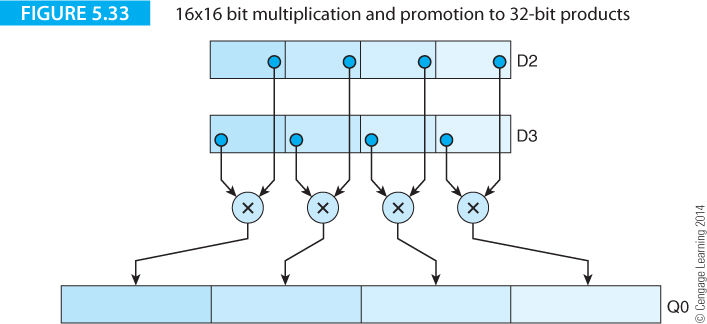 FIGURE 5.33 16x16 bit multiplication and promotion to 32-bit products
D2
D3
× × × ×
Q0
© Cengage Learning 2014